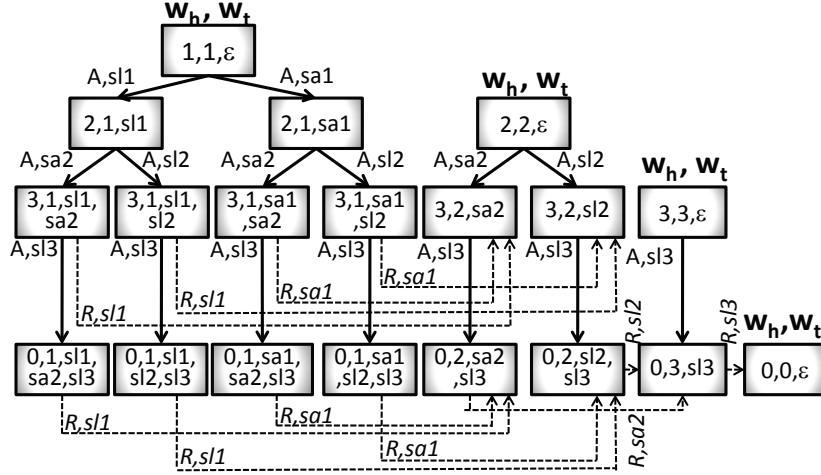 w_h, w_t
1,1,ε
A,sl1
A,sa1
w_h, w_t
2,1,sl1
2,1,sa1
2,2,ε
A,sa2
A,sl2
A,sa2
A,sl2
A,sa2
A,sl2
w_h, w_t
3,1,sl1,
sa2
3,1,sl1,
sl2
3,1,sa1
,sa2
3,1,sa1
,sl2
3,2,sa2
3,2,sl2
3,3,ε
A,sl3
A,sl3
A,sl3
A,sl3
A,sl3
A,sl3
A,sl3
R,sl1
R,sl1
R,sa1
R,sa1
R,sl2
R,sl3
w_h,w_t
0,1,sl1,
sa2,sl3
0,1,sl1,
sl2,sl3
0,1,sa1,
sa2,sl3
0,1,sa1
,sl2,sl3
0,2,sa2
,sl3
0,2,sl2,
sl3
0,3,sl3
0,0,ε
R,sl1
R,sl1
R,sa1
R,sa1
R,sa2